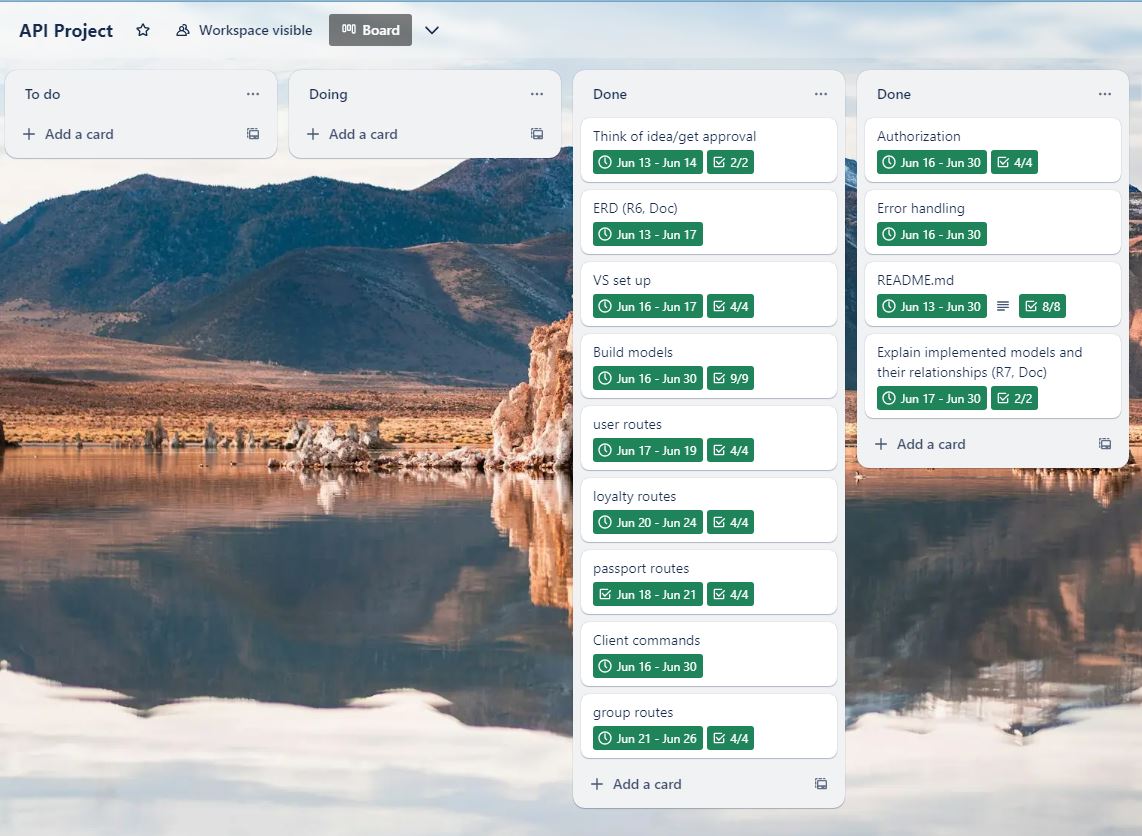 API Project
Workspace visible
Board
To do
Add a card
Doing
Add a card
Done
Think of idea/get approval
Jun 13 - Jun 14 2/2
ERD (R6, Doc)
Jun 13 - Jun 17
VS set up
Jun 16 - Jun 17 4/4
Build models
Jun 16 - Jun 30 9/9
user routes
Jun 17 - Jun 19 4/4
loyalty routes
Jun 20 - Jun 24 4/4
passport routes
Jun 18 - Jun 21 4/4
Client commands
Jun 16 - Jun 30
group routes
Jun 21 - Jun 26 4/4
Add a card
Done
Authorization
Jun 16 - Jun 30 4/4
Error handling
Jun 16 - Jun 30
README.md
Jun 13 - Jun 30 8/8
Explain implemented models and
their relationships (R7, Doc)
Jun 17 - Jun 30 2/2
Add a card